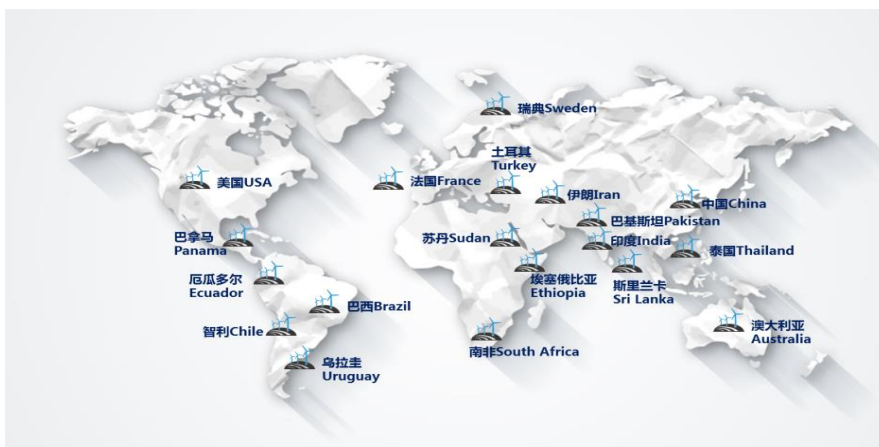 瑞典Sweden
土耳其
Turkey
美国USA
法国France
伊朗Iran
中国China
巴基斯坦Pakistan
巴拿马
Panama
苏丹Sudan
印度India
泰国Thailand
厄瓜多尔
Ecuador
埃塞俄比亚
Ethiopia
斯里兰卡
Sri Lanka
巴西Brazil
智利Chile
澳大利亚
Australia
南非South Africa
乌拉圭
Uruguay